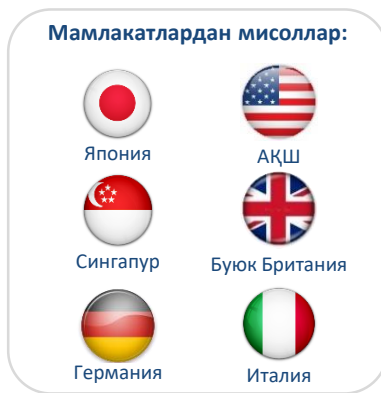 Мамлакатлардан мисоллар:
Япония
АҚШ
Сингапур
Буюк Британия
Германия
Италия